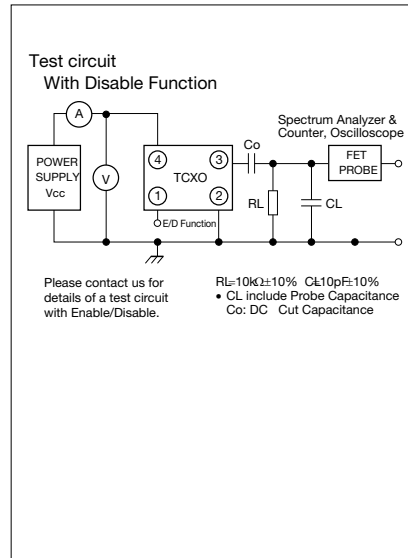 Test circuit
With Disable Function
A
Spectrum Analyzer &
Counter, Oscilloscope
Co
POWER
SUPPLY
Vcc
V
4
3
TCXO
1
2
FET
PROBE
RL
CL
E/D Function
Please contact us for
details of a test circuit
with Enable/Disable.
RL=10kΩ±10% CL=10pF±10%
• CL include Probe Capacitance
Co: DC Cut Capacitance